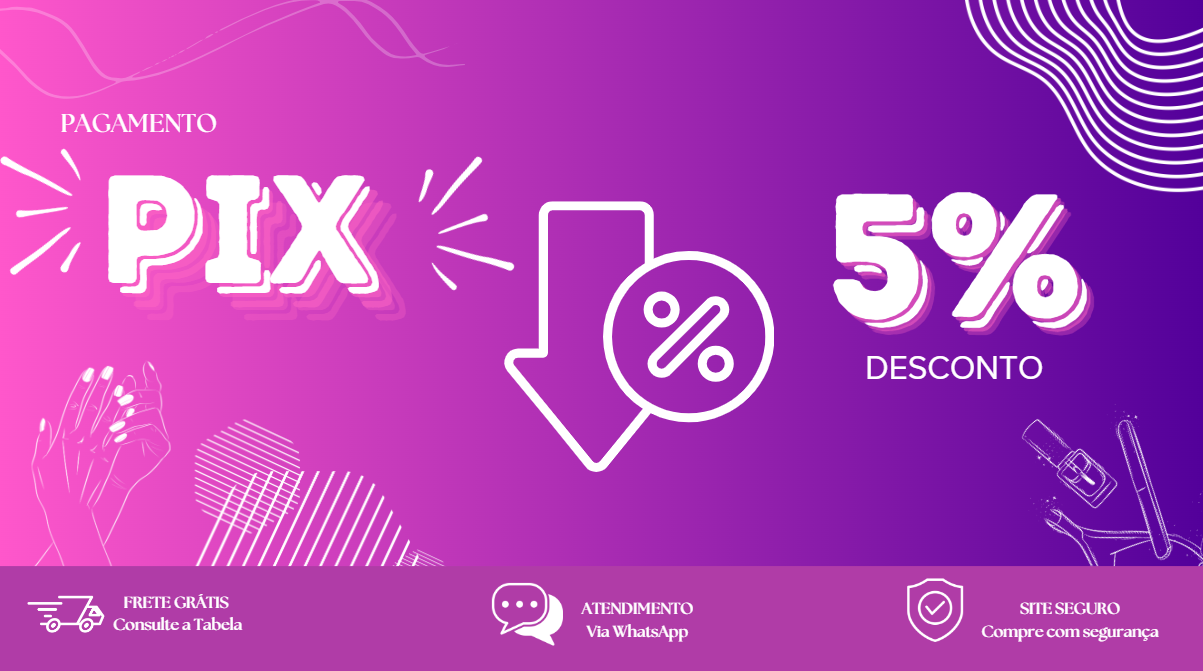 PAGAMENTO
PIX
5%
DESCONTO
%
FRETE GRÁTIS
Consulte a Tabela
ATENDIMENTO
Via WhatsApp
SITE SEGURO
Compre com segurança